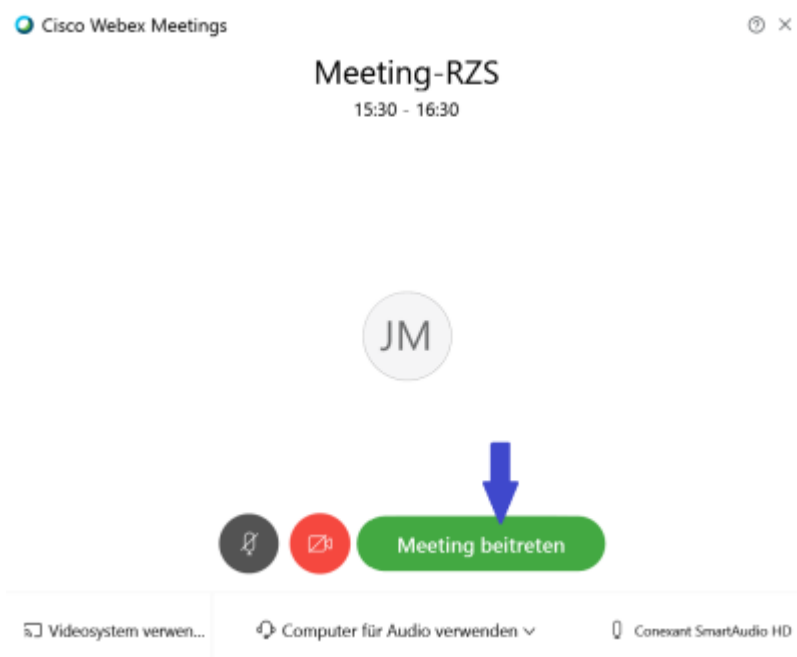 Cisco Webex Meetings
Meeting-RZS
15:30 - 16:30
JM
Meeting beitreten
Videosystem verwen...
Computer für Audio verwenden
Conexant SmartAudio HD